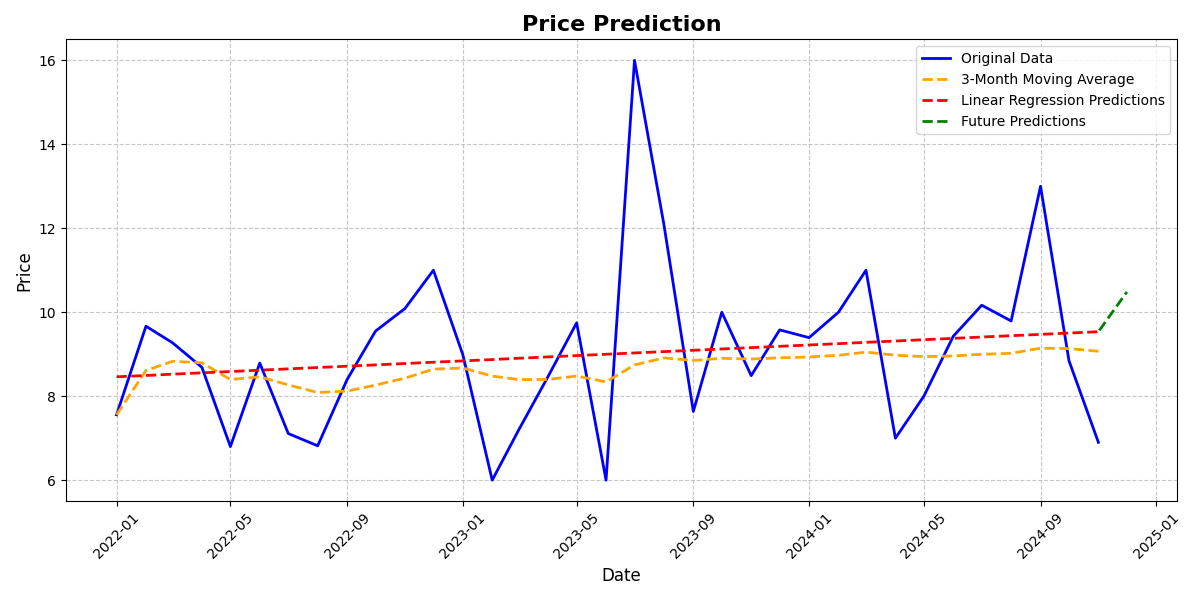 Price Prediction
Original Data
3-Month Moving Average
Linear Regression Predictions
Future Predictions
Price
16
14
12
10
8
6
2022-01
2022-05
2022-09
2023-01
2023-05
2023-09
2024-01
2024-05
2024-09
2025-01
Date